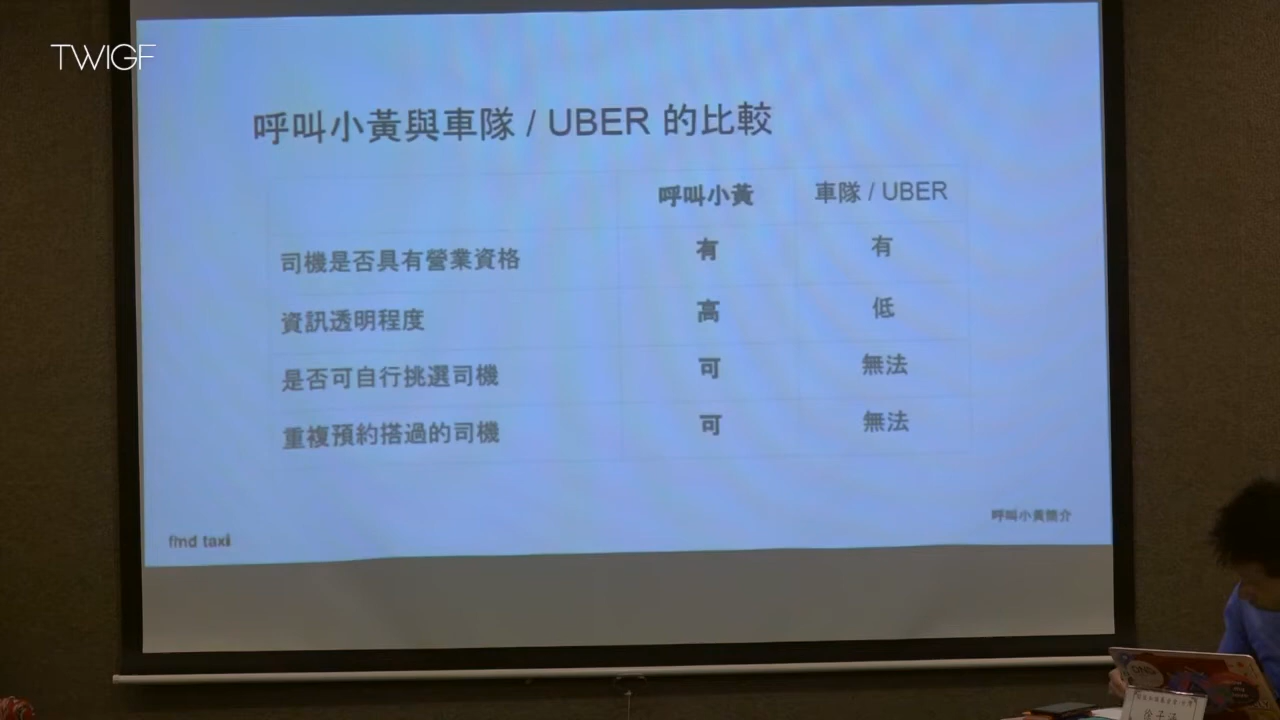 TWIGF
呼叫小黃與車隊 / UBER 的比較
呼叫小黃 車隊 / UBER
司機是否具有營業資格 有 有
資訊透明程度 高 低
是否可自行挑選司機 可 無法
重複預約搭過的司機 可 無法
find taxi
呼叫小黃簡介